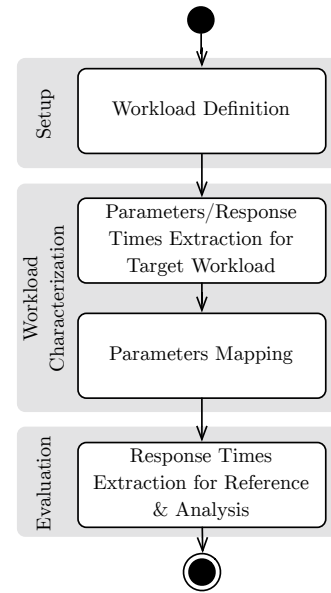 Setup
Workload Definition
Workload
Characterization
Parameters/Response
Times Extraction for
Target Workload
Parameters Mapping
Evaluation
Response Times
Extraction for Reference
& Analysis